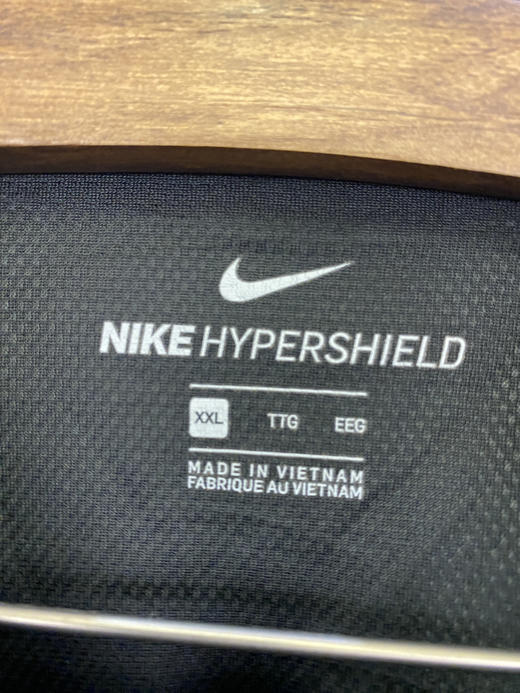 NIKE HYPERSHIELD
XXL TTG EEG
MADE IN VIETNAM
FABRIQUE AU VIETNAM